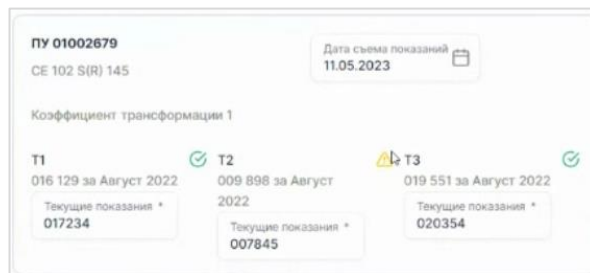 ПУ 01002679
CE 102 S(R) 145
Дата съема показаний
11.05.2023
Коэффициент трансформации 1
T1
016 129 за Август 2022
Текущие показания *
017234
T2
009 898 за Август
2022
Текущие показания *
007845
T3
019 551 за Август 2022
Текущие показания *
020354